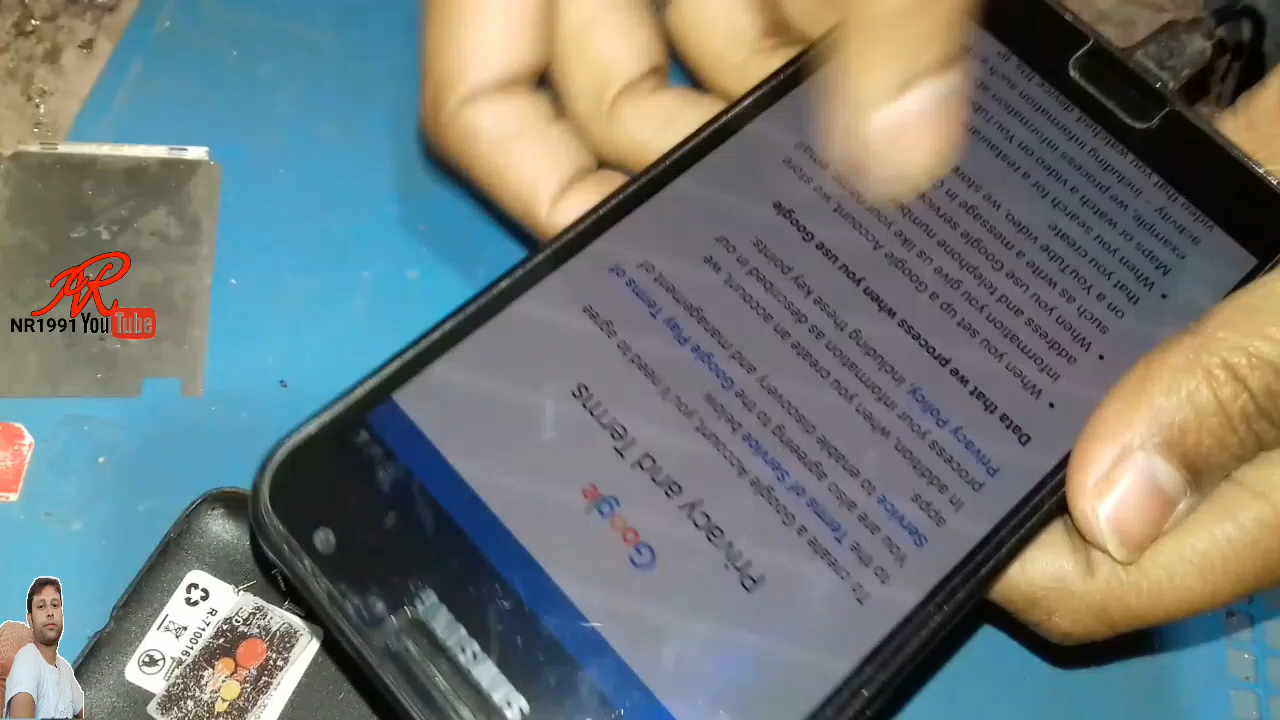 NR1991 YouTube
SAMSUNG
Google
Privacy and Terms
To create a Google Account, you'll need to agree
to the Terms of Service below.
You are also agreeing to the Google Play Terms of
Service to enable discovery and management of
apps
In addition, when you create an account, we
process your information as described in our
Privacy Policy, including these key points:
Data that we process when you use Google
• When you set up a Google Account, we store
information you give us like your name,
address and telephone
• When you use Google services
such as write a message in
on a YouTube video, we store
that you create.
• When you search for a restaurant
Maps or watch a video on YouTube
example, we process information
activity – including information such
video that you watched, device IDs, IP